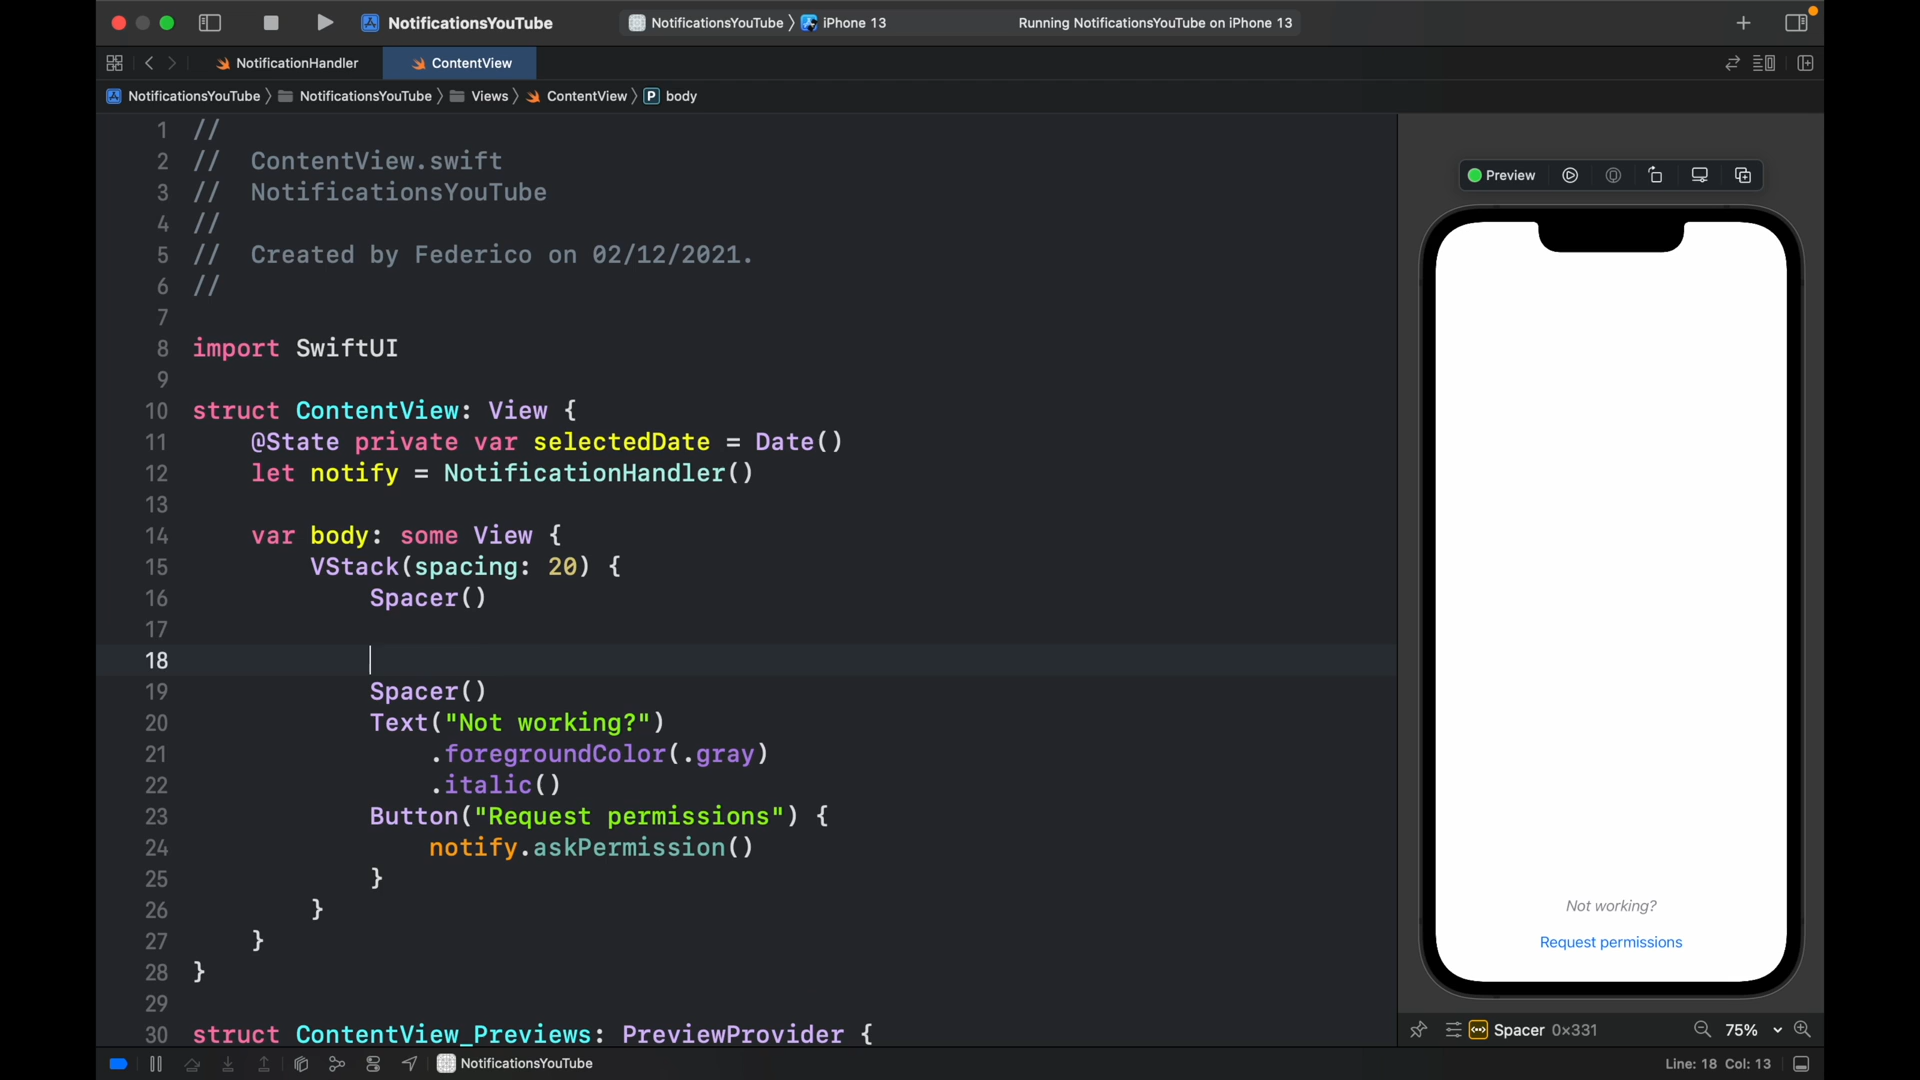 NotificationsYouTube
NotificationsYouTube 〉 iPhone 13
Running NotificationsYouTube on iPhone 13
NotificationHandler
ContentView
NotificationsYouTube 〉 NotificationsYouTube 〉 Views 〉 ContentView 〉 P body
1 //
2 //  ContentView.swift
3 //  NotificationsYouTube
4 //
5 //  Created by Federico on 02/12/2021.
6 //
7
8 import SwiftUI
9
10 struct ContentView: View {
11     @State private var selectedDate = Date()
12     let notify = NotificationHandler()
13
14     var body: some View {
15         VStack(spacing: 20) {
16             Spacer()
17
18
19             Spacer()
20             Text("Not working?")
21                 .foregroundColor(.gray)
22                 .italic()
23             Button("Request permissions") {
24                 notify.askPermission()
25             }
26         }
27     }
28 }
29
30 struct ContentView_Previews: PreviewProvider {
Preview
Not working?
Request permissions
Spacer 0×331
75%
NotificationsYouTube
Line: 18 Col: 13